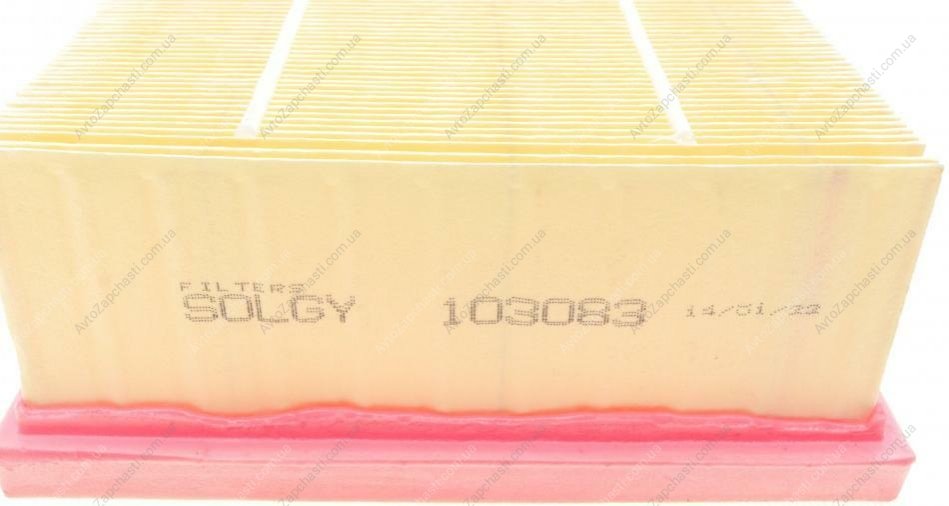 FILTERS
SOLGY 103083 14/01/22
AvtoZapchasti.com.ua